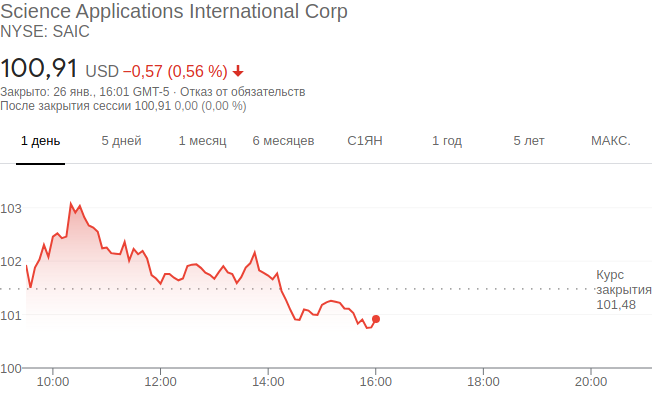 Science Applications International Corp
NYSE: SAIC
100,91 USD −0,57 (0,56 %)
Закрыто: 26 янв., 16:01 GMT-5 · Отказ от обязательств
После закрытия сессии 100,91 0,00 (0,00 %)
1 день 5 дней 1 месяц 6 месяцев С1ЯН 1 год 5 лет МАКС.
103
102
Курс
закрытия
101,48
101
100
10:00 12:00 14:00 16:00 18:00 20:00